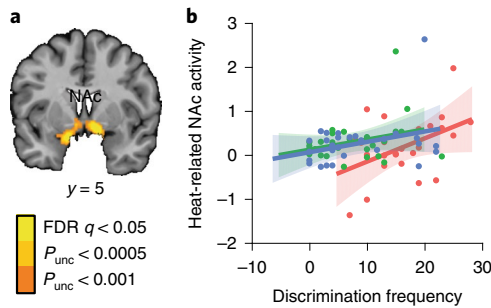 a
NAc
y = 5
FDR q < 0.05
Punc < 0.0005
Punc < 0.001
b
Heat-related NAc activity
3
2
1
0
−1
−2
−10 0 10 20 30
Discrimination frequency